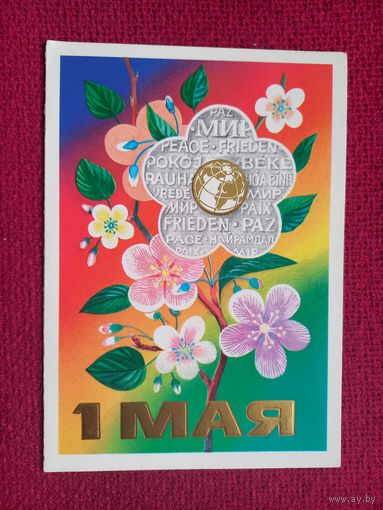 PAZ
·МИР·
PEACE·FRIEDEN
POKÓJ BÉKE
RAUHA HÒA BÌNH
VREDE МИР
МИР PAIX
FRIEDEN·PAZ
PACE·НАЙРАМДАЛ
PAIX· MIR·
1 МАЯ
www.ay.by